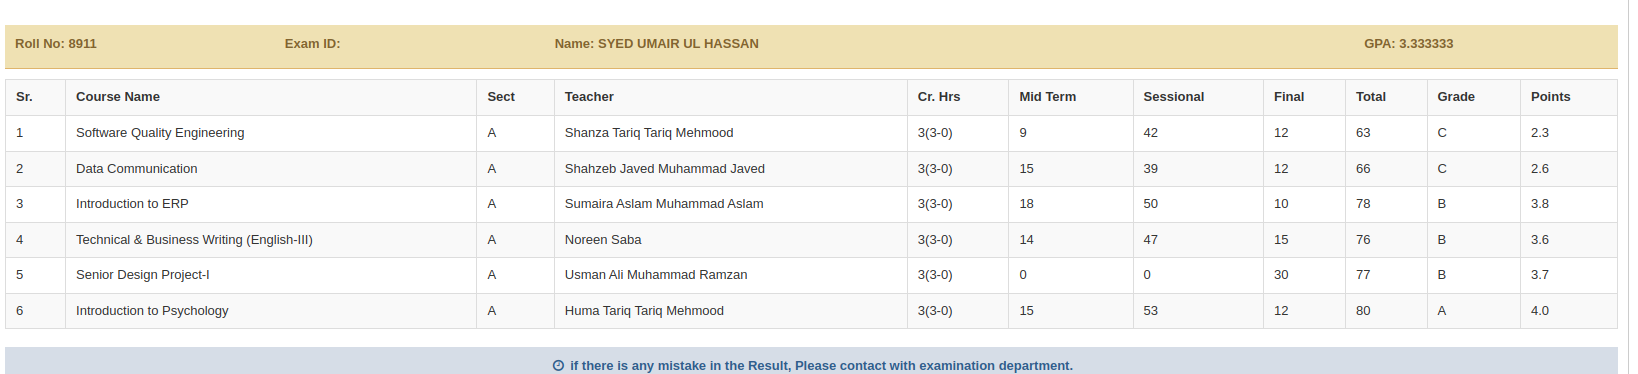 Roll No: 8911 Exam ID: Name: SYED UMAIR UL HASSAN GPA: 3.333333
Sr. Course Name Sect Teacher Cr. Hrs Mid Term Sessional Final Total Grade Points
1 Software Quality Engineering A Shanza Tariq Tariq Mehmood 3(3-0) 9 42 12 63 C 2.3
2 Data Communication A Shahzeb Javed Muhammad Javed 3(3-0) 15 39 12 66 C 2.6
3 Introduction to ERP A Sumaira Aslam Muhammad Aslam 3(3-0) 18 50 10 78 B 3.8
4 Technical & Business Writing (English-III) A Noreen Saba 3(3-0) 14 47 15 76 B 3.6
5 Senior Design Project-I A Usman Ali Muhammad Ramzan 3(3-0) 0 0 30 77 B 3.7
6 Introduction to Psychology A Huma Tariq Tariq Mehmood 3(3-0) 15 53 12 80 A 4.0
if there is any mistake in the Result, Please contact with examination department.